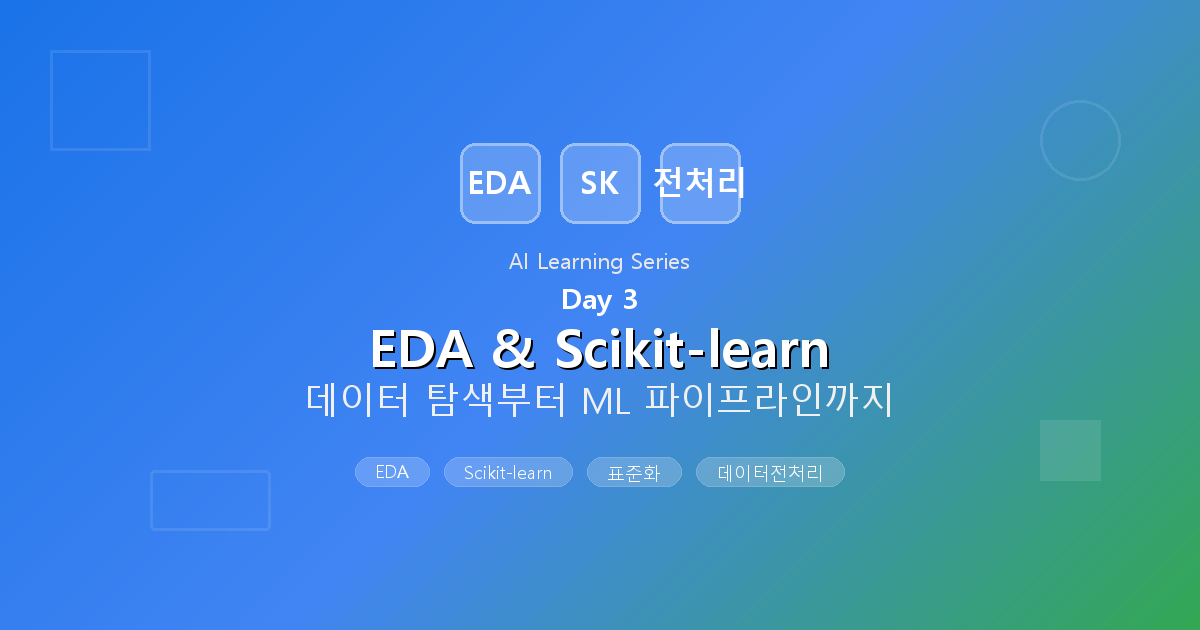 EDA SK 전처리
AI Learning Series
Day 3
EDA & Scikit-learn
데이터 탐색부터 ML 파이프라인까지
EDA Scikit-learn 표준화 데이터전처리